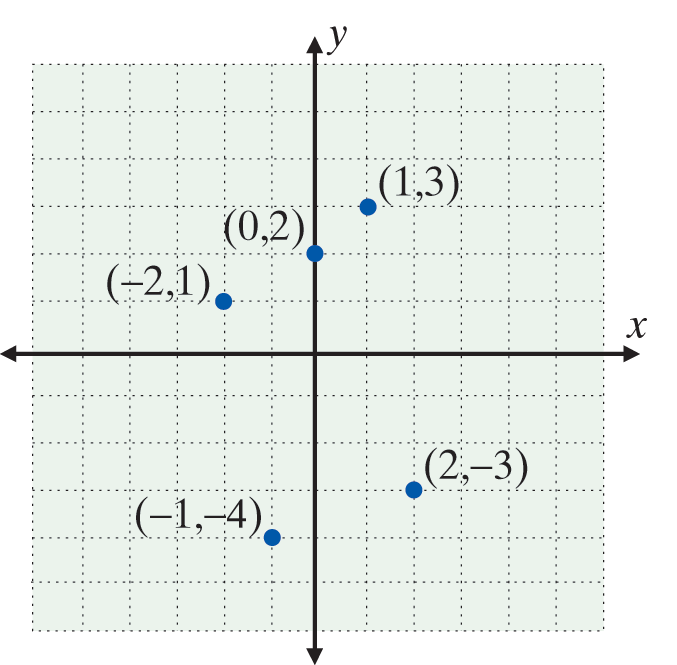 y
(1,3)
(0,2)
(–2,1)
x
(2,–3)
(–1,–4)